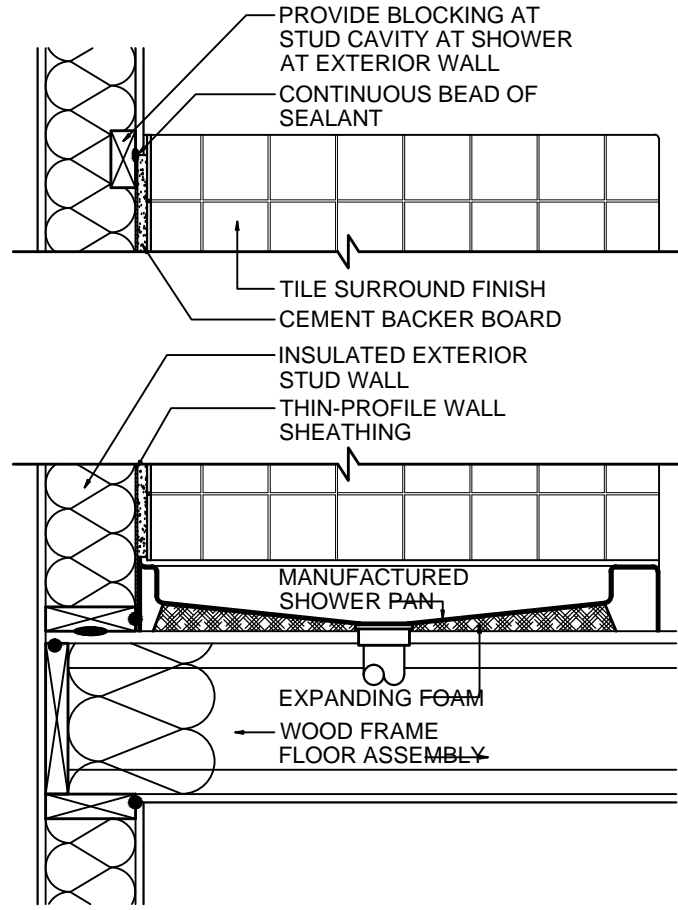 PROVIDE BLOCKING AT
STUD CAVITY AT SHOWER
AT EXTERIOR WALL
CONTINUOUS BEAD OF
SEALANT
TILE SURROUND FINISH
CEMENT BACKER BOARD
INSULATED EXTERIOR
STUD WALL
THIN-PROFILE WALL
SHEATHING
MANUFACTURED
SHOWER PAN
EXPANDING FOAM
WOOD FRAME
FLOOR ASSEMBLY